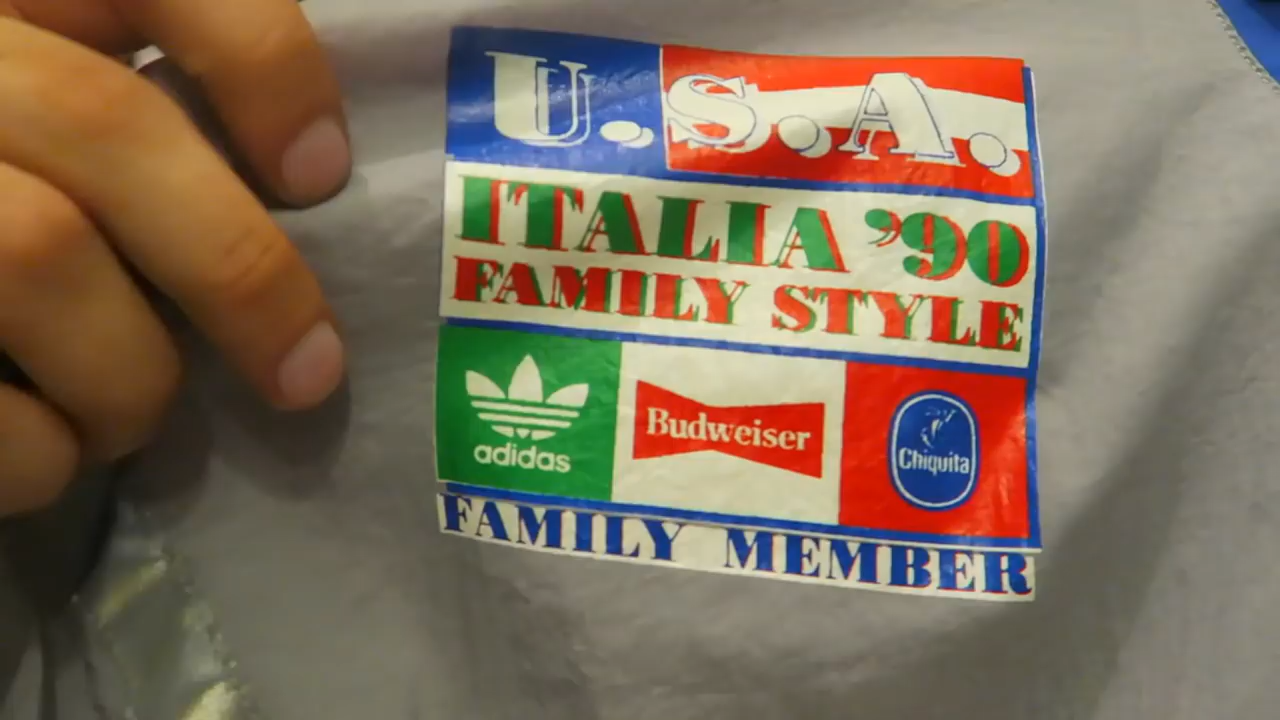 U.S.A.
ITALIA '90
FAMILY STYLE
adidas
Budweiser
Chiquita
FAMILY MEMBER